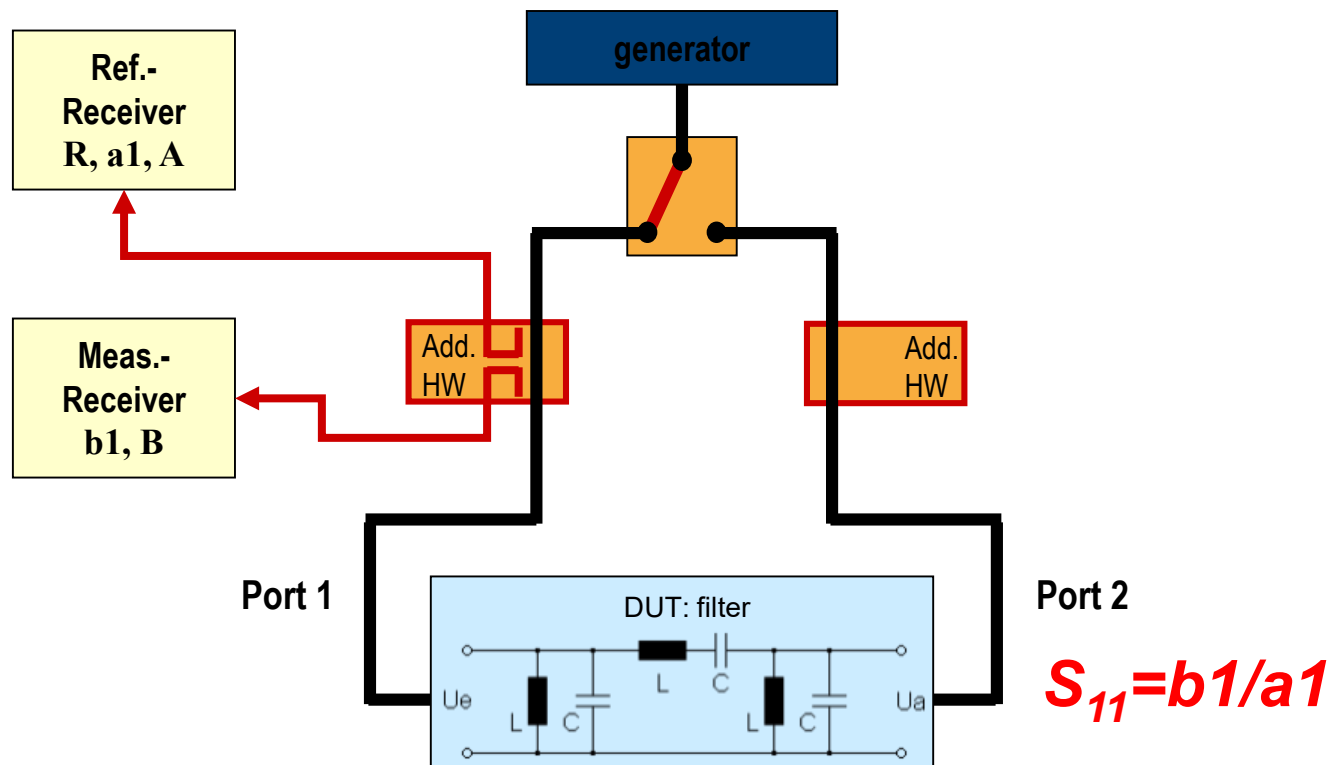 generator
Ref.-
Receiver
R, a1, A
Meas.-
Receiver
b1, B
Add.
HW
Add.
HW
Port 1
Port 2
DUT: filter
Ue
L
C
L
C
L
C
Ua
S11=b1/a1